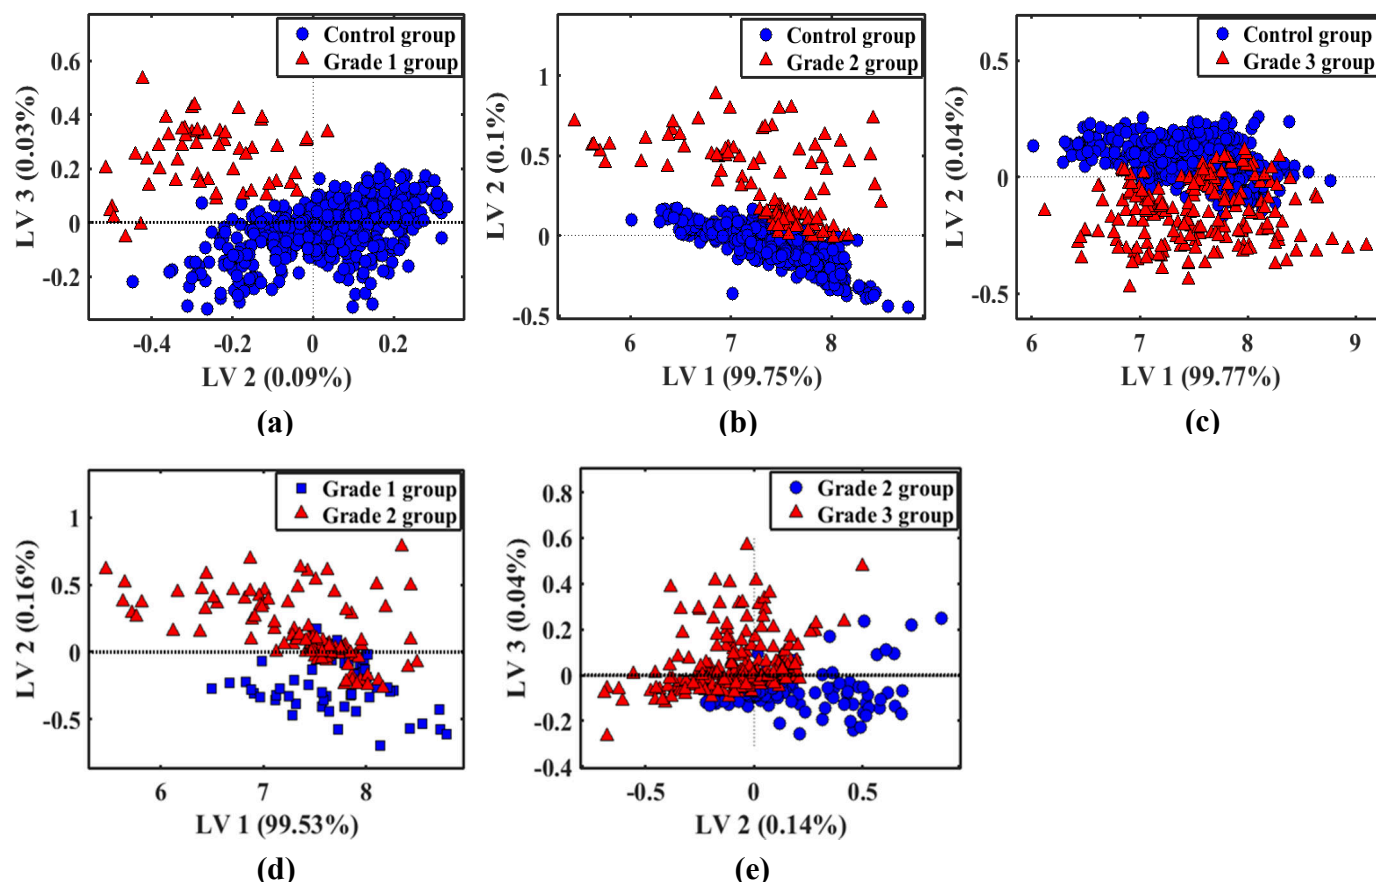 Control group
Grade 1 group
0.6
0.4
0.2
0
-0.2
LV 3 (0.03%)
-0.4 -0.2 0 0.2
LV 2 (0.09%)
(a)
Control group
Grade 2 group
1
0.5
0
-0.5
LV 2 (0.1%)
6 7 8
LV 1 (99.75%)
(b)
Control group
Grade 3 group
0.5
0
-0.5
LV 2 (0.04%)
6 7 8 9
LV 1 (99.77%)
(c)
Grade 1 group
Grade 2 group
1
0.5
0
-0.5
LV 2 (0.16%)
6 7 8
LV 1 (99.53%)
(d)
Grade 2 group
Grade 3 group
0.8
0.6
0.4
0.2
0
-0.2
-0.4
LV 3 (0.04%)
-0.5 0 0.5
LV 2 (0.14%)
(e)